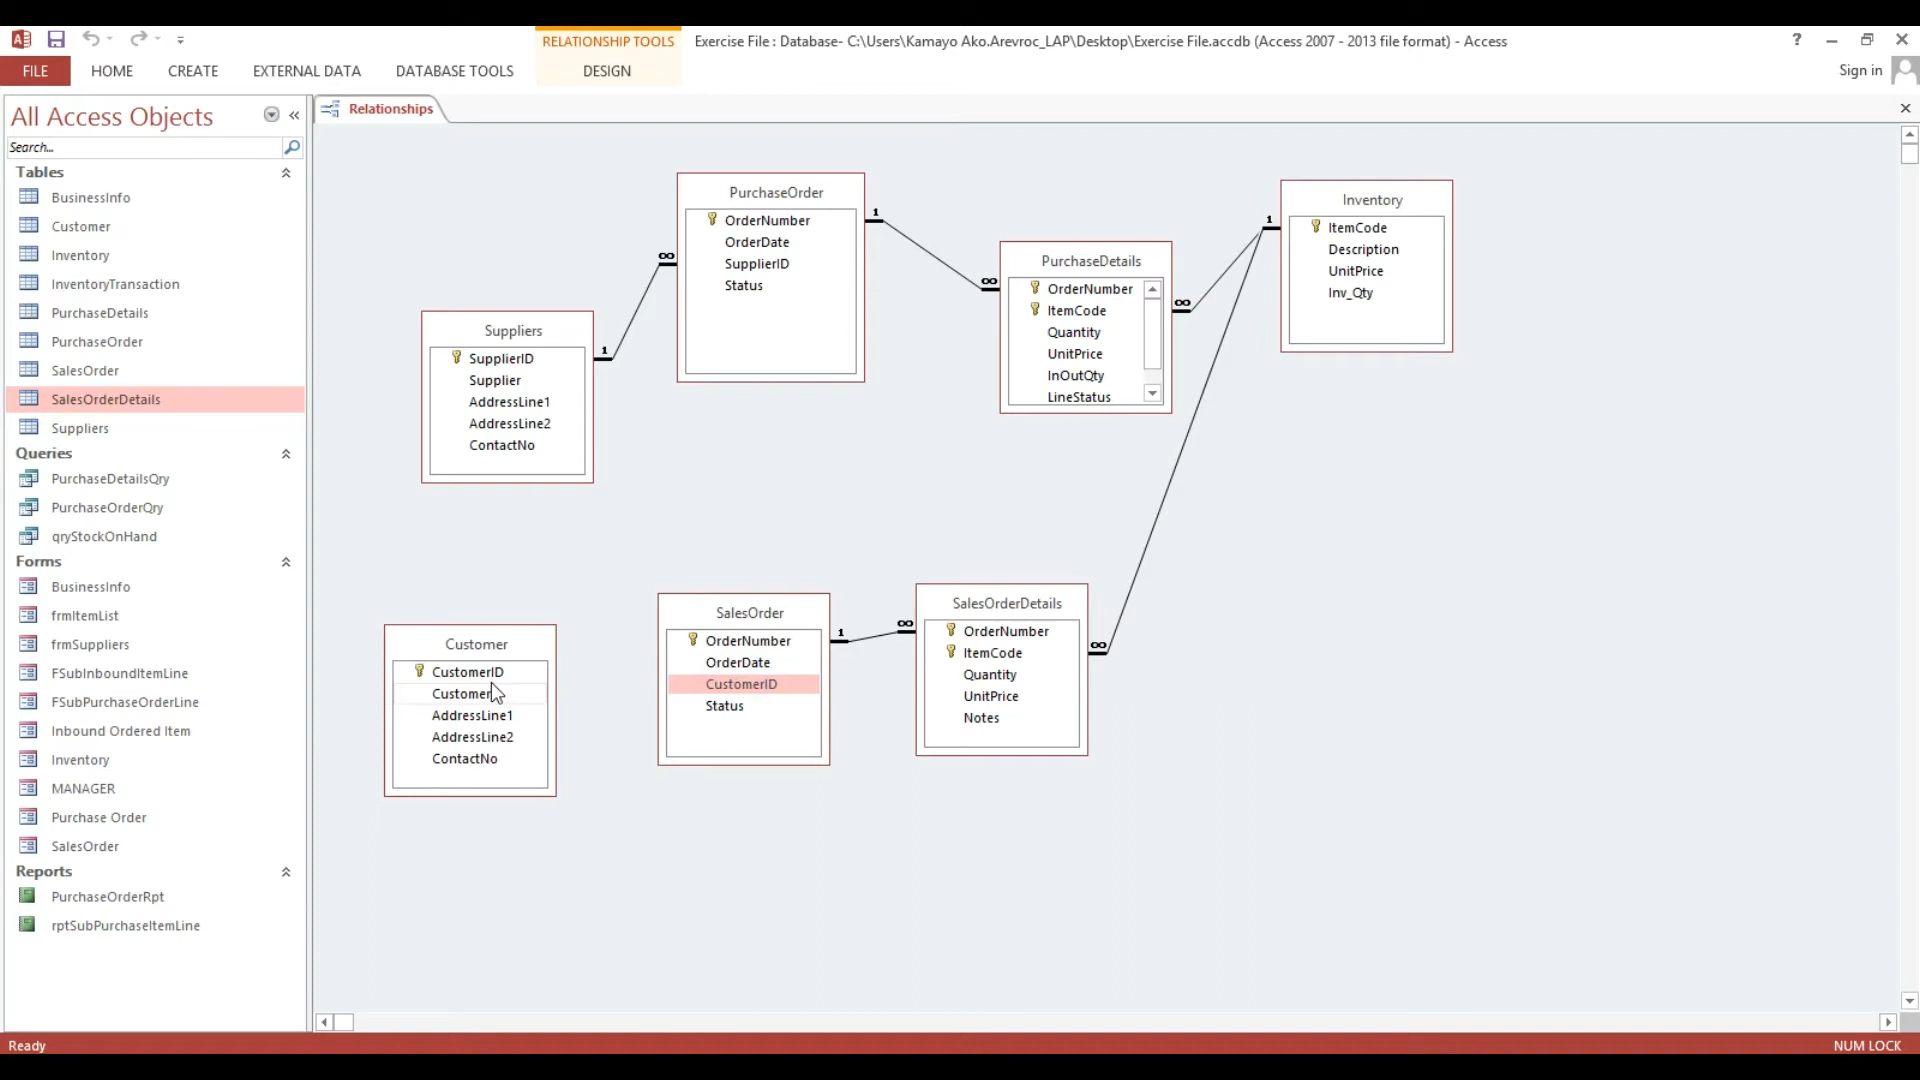 RELATIONSHIP TOOLS
Exercise File : Database- C:\Users\Kamayo Ako.Arevroc_LAP\Desktop\Exercise File.accdb (Access 2007 - 2013 file format) - Access
?
FILE
HOME
CREATE
EXTERNAL DATA
DATABASE TOOLS
DESIGN
Sign in
All Access Objects
Search...
Tables
BusinessInfo
Customer
Inventory
InventoryTransaction
PurchaseDetails
PurchaseOrder
SalesOrder
SalesOrderDetails
Suppliers
Queries
PurchaseDetailsQry
PurchaseOrderQry
qryStockOnHand
Forms
BusinessInfo
frmItemList
frmSuppliers
FSubInboundItemLine
FSubPurchaseOrderLine
Inbound Ordered Item
Inventory
MANAGER
Purchase Order
SalesOrder
Reports
PurchaseOrderRpt
rptSubPurchaseItemLine
Relationships
Suppliers
SupplierID
Supplier
AddressLine1
AddressLine2
ContactNo
1
∞
PurchaseOrder
OrderNumber
OrderDate
SupplierID
Status
1
∞
PurchaseDetails
OrderNumber
ItemCode
Quantity
UnitPrice
InOutQty
LineStatus
∞
1
Inventory
ItemCode
Description
UnitPrice
Inv_Qty
Customer
CustomerID
Customer
AddressLine1
AddressLine2
ContactNo
SalesOrder
OrderNumber
OrderDate
CustomerID
Status
1
∞
SalesOrderDetails
OrderNumber
ItemCode
Quantity
UnitPrice
Notes
∞
Ready
NUM LOCK